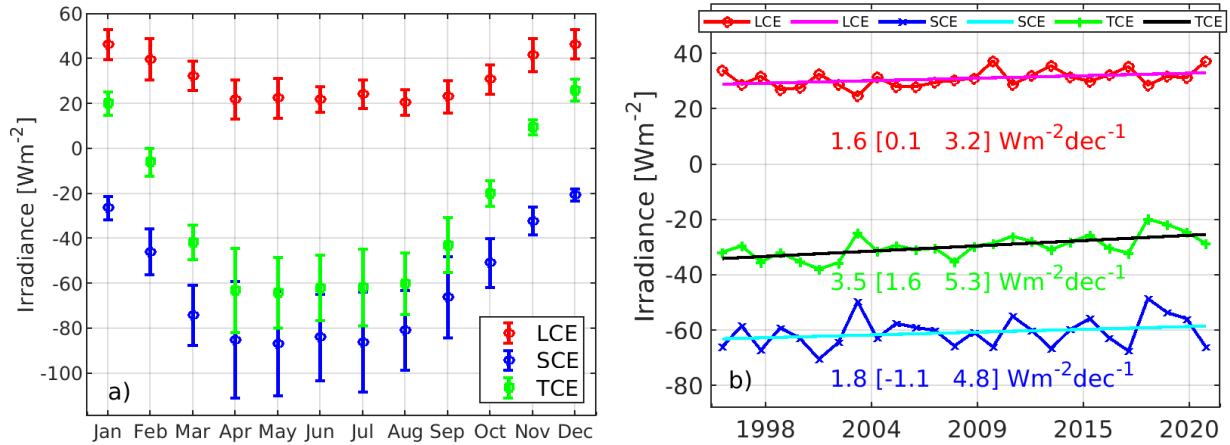 60
40
20
0
-20
-40
-60
-80
-100
Irradiance [Wm-2]
a)
LCE
SCE
TCE
Jan Feb Mar Apr May Jun Jul Aug Sep Oct Nov Dec
LCE LCE SCE SCE TCE TCE
40
20
0
-20
-40
-60
-80
Irradiance [Wm-2]
1.6 [0.1 3.2] Wm-2dec-1
3.5 [1.6 5.3] Wm-2dec-1
1.8 [-1.1 4.8] Wm-2dec-1
b)
1998 2004 2009 2015 2020